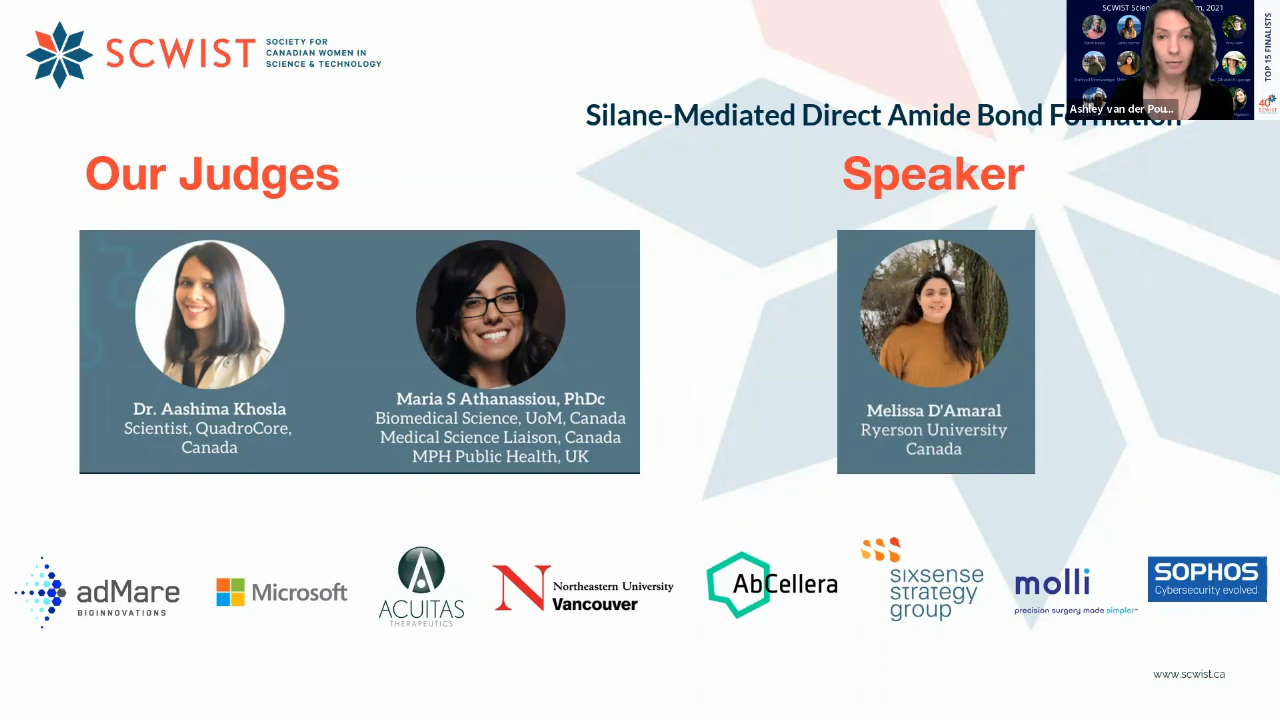 SCWIST
SOCIETY FOR
CANADIAN WOMEN IN
SCIENCE & TECHNOLOGY
2021
TOP 15 FINALISTS
Ashley van der Pou...
Silane-Mediated Direct Amide Bond Formation
Our Judges
Speaker
Dr. Aashima Khosla
Scientist, QuadroCore,
Canada
Maria S Athanassiou, PhDc
Biomedical Science, UoM, Canada
Medical Science Liaison, Canada
MPH Public Health, UK
Melissa D'Amaral
Ryerson University
Canada
adMare
BIOINNOVATIONS
Microsoft
ACUITAS
THERAPEUTICS
N
Northeastern University
Vancouver
AbCellera
sixsense
strategy
group
molli
precision surgery made simpler™
SOPHOS
Cybersecurity evolved.
www.scwist.ca